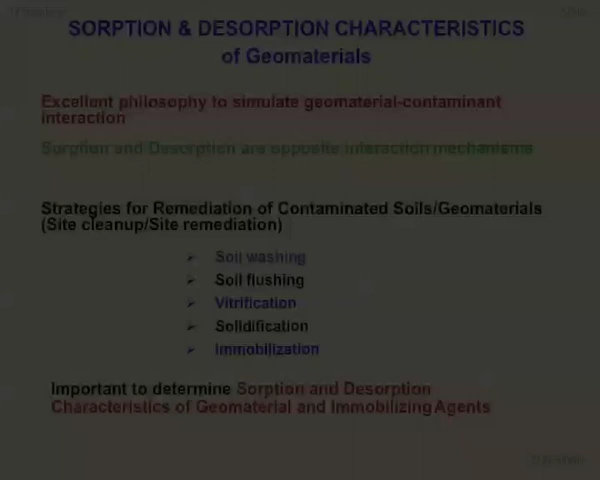 SORPTION & DESORPTION CHARACTERISTICS
of Geomaterials
Excellent philosophy to simulate geomaterial-contaminant
interaction
Sorption and Desorption are opposite interaction mechanisms
Strategies for Remediation of Contaminated Soils/Geomaterials
(Site cleanup/Site remediation)
➢ Soil washing
➢ Soil flushing
➢ Vitrification
➢ Solidification
➢ Immobilization
Important to determine Sorption and Desorption
Characteristics of Geomaterial and Immobilizing Agents